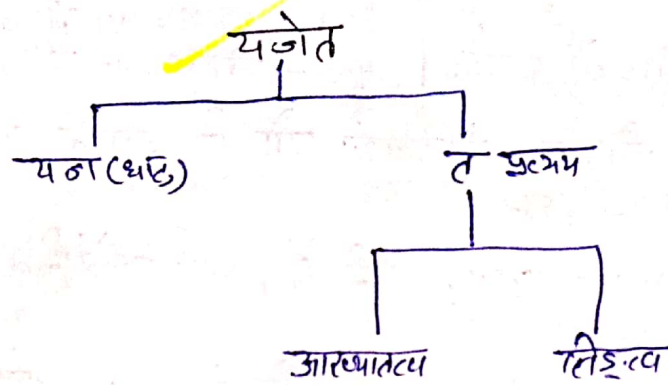 यजेत
यज (धातु) त प्रत्यय
आख्यातत्व लिङ्त्व